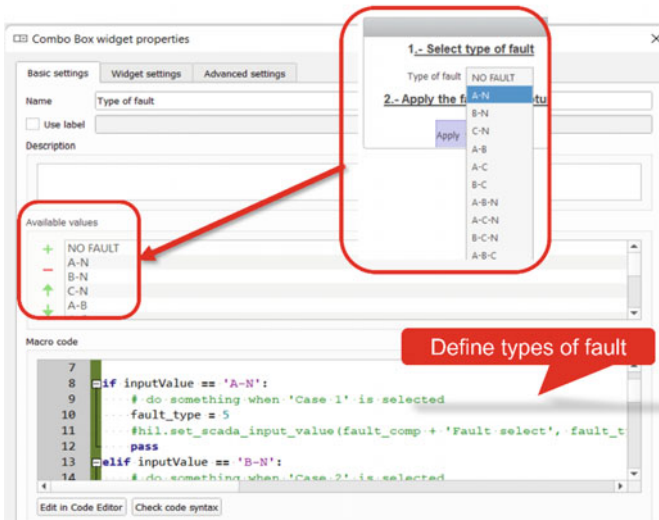 Combo Box widget properties
Basic settings Widget settings Advanced settings
Name Type of fault
Use label
Description
1.- Select type of fault
Type of fault NO FAULT
A-N
2.- Apply the fa
B-N
Apply C-N
A-B
A-C
B-C
A-B-N
A-C-N
B-C-N
A-B-C
Available values
NO FAULT
A-N
B-N
C-N
A-B
Define types of fault
Macro code
7
8 if inputValue == 'A-N':
9 # do something when 'Case 1' is selected
10 fault_type = 5
11 #hil.set_scada_input_value(fault_comp + 'Fault select', fault_t
12 pass
13 elif inputValue == 'B-N':
14 # do something when 'Case 2' is selected
Edit in Code Editor Check code syntax